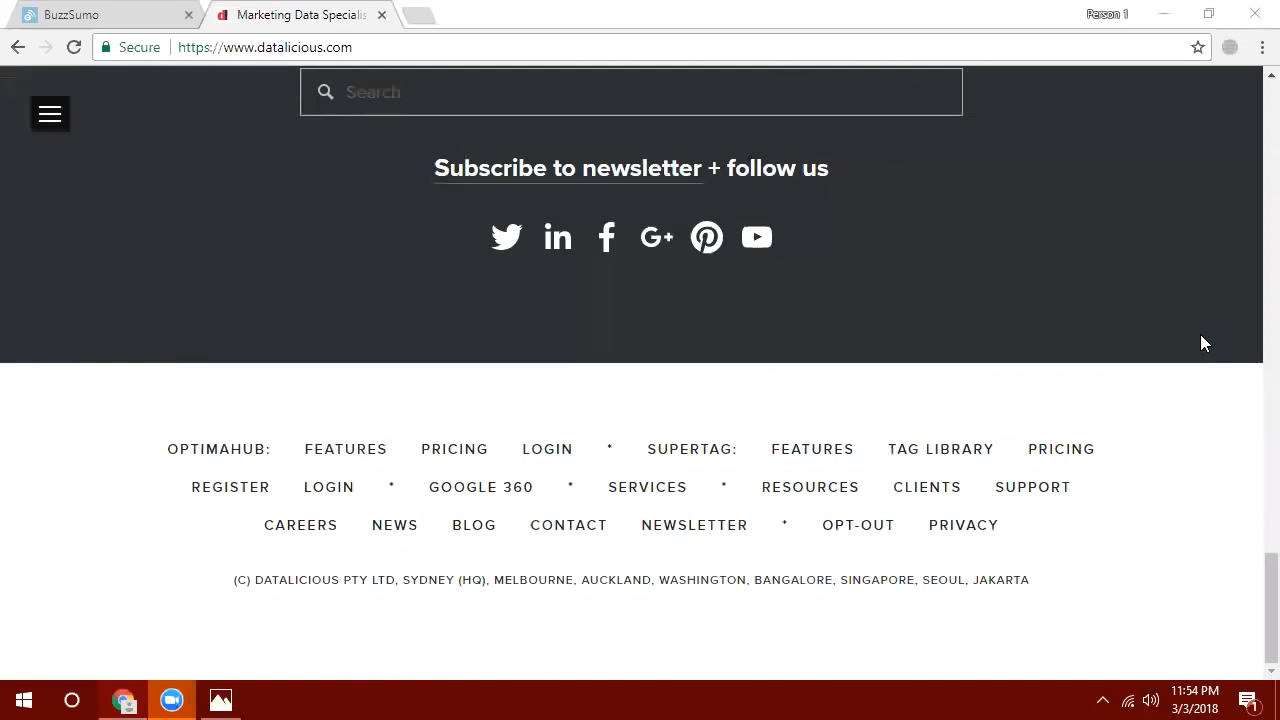 BuzzSumo
Marketing Data Specialis
Person 1
Secure
https://www.datalicious.com
Search
Subscribe to newsletter + follow us
OPTIMAHUB: FEATURES PRICING LOGIN * SUPERTAG: FEATURES TAG LIBRARY PRICING
REGISTER LOGIN * GOOGLE 360 * SERVICES * RESOURCES CLIENTS SUPPORT
CAREERS NEWS BLOG CONTACT NEWSLETTER * OPT-OUT PRIVACY
(C) DATALICIOUS PTY LTD, SYDNEY (HQ), MELBOURNE, AUCKLAND, WASHINGTON, BANGALORE, SINGAPORE, SEOUL, JAKARTA
11:54 PM
3/3/2018
1